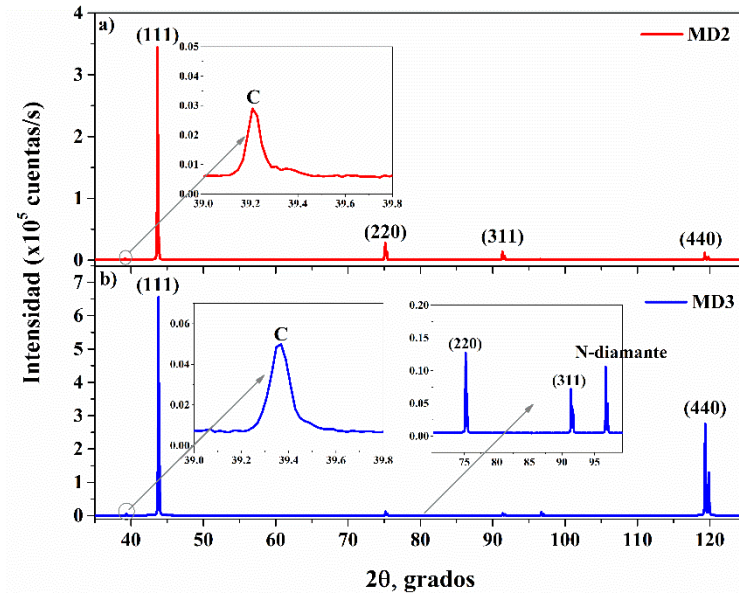 Intensidad (x10⁵ cuentas/s)
a)
MD2
4
3
2
1
0
(111)
(220)
(311)
(440)
C
0.05
0.04
0.03
0.02
0.01
0.00
39.0 39.2 39.4 39.6 39.8
b)
MD3
7
6
5
4
3
2
1
0
(111)
(440)
C
0.06
0.04
0.02
0.00
39.0 39.2 39.4 39.6 39.8
0.20
0.15
0.10
0.05
0.00
(220)
(311)
N-diamante
75 80 85 90 95
40 50 60 70 80 90 100 110 120
2θ, grados